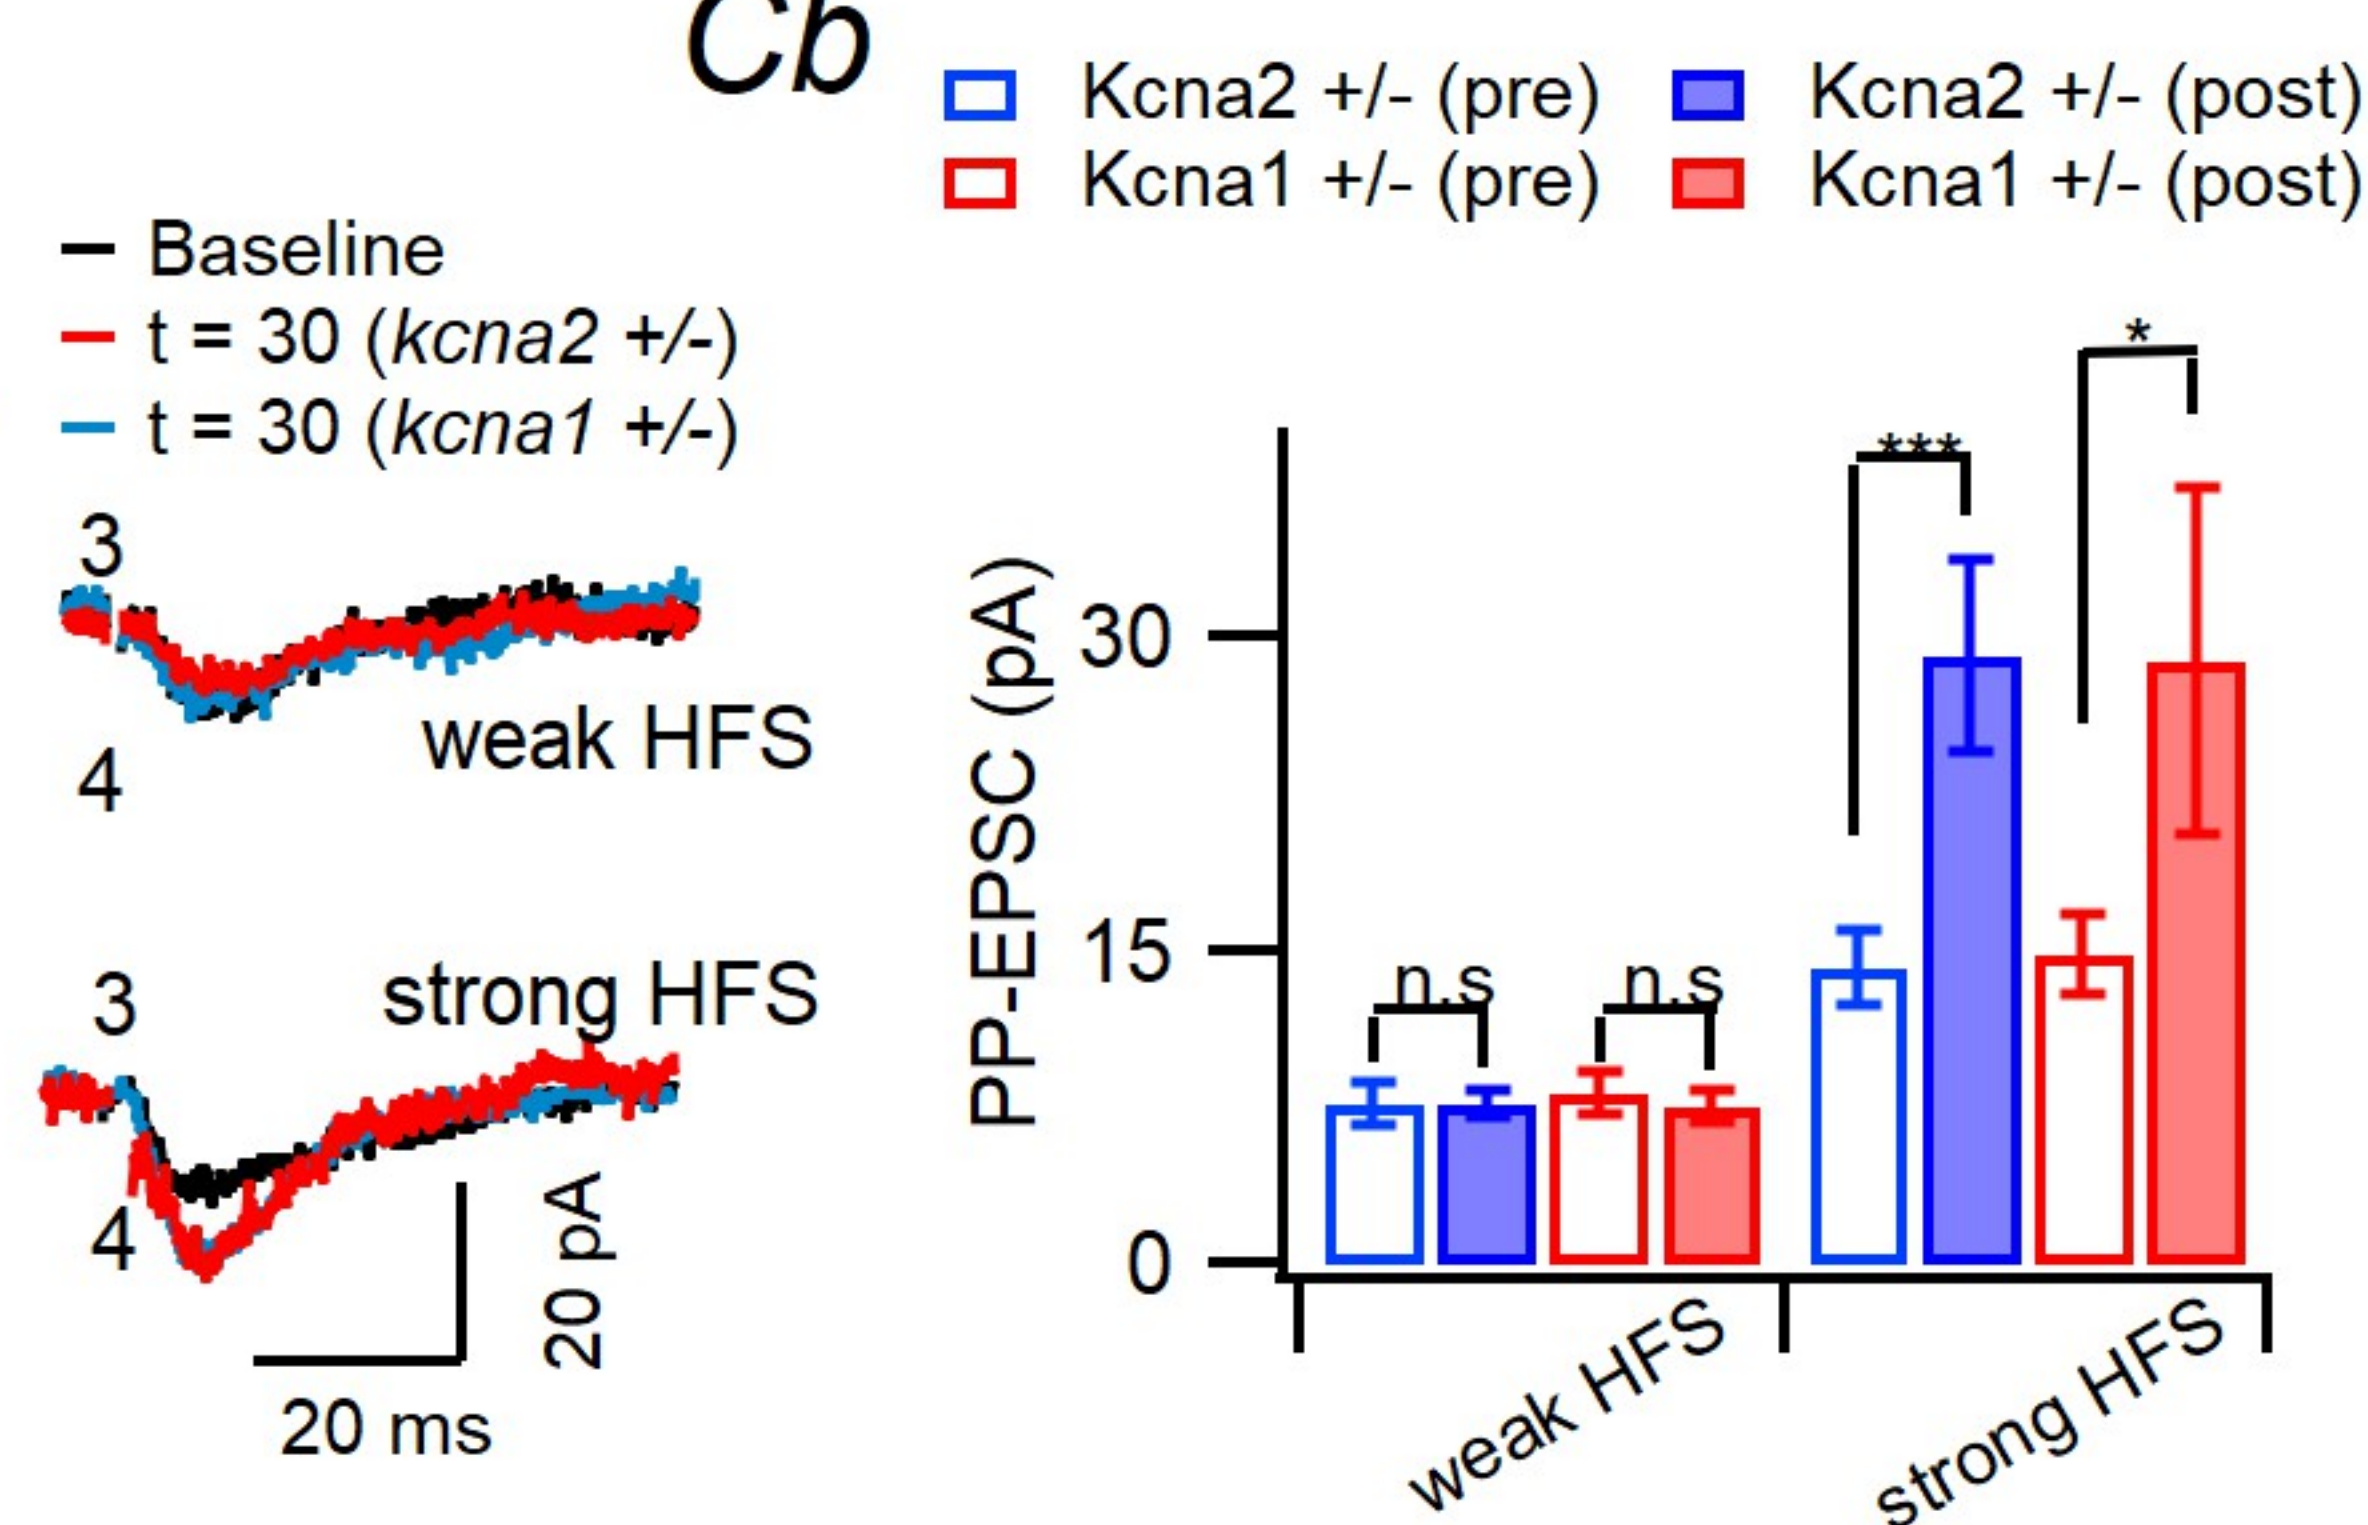 Cb
Kcna2 +/- (pre)
Kcna2 +/- (post)
Kcna1 +/- (pre)
Kcna1 +/- (post)
Baseline
t = 30 (kcna2 +/-)
t = 30 (kcna1 +/-)
3
4
weak HFS
3
strong HFS
4
20 pA
20 ms
PP-EPSC (pA)
30
15
0
n.s
n.s
***
*
weak HFS
strong HFS